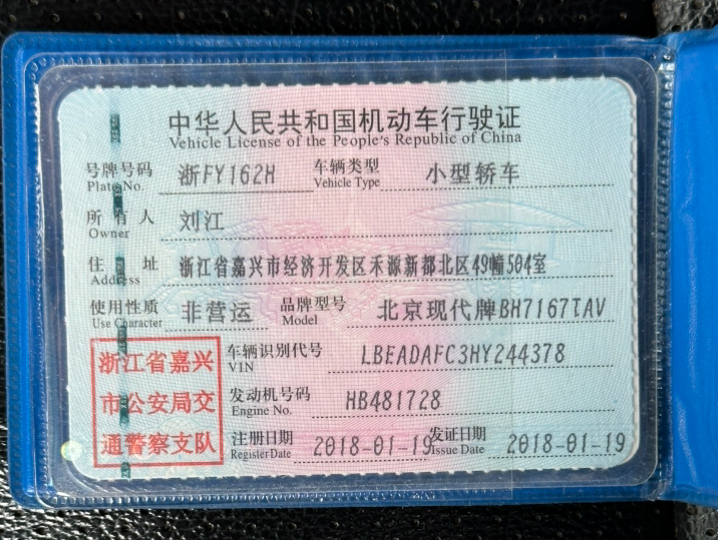 中华人民共和国机动车行驶证
Vehicle License of the People's Republic of China
号牌号码 浙FY162H 车辆类型 小型轿车
Plate No. Vehicle Type
所有人 刘江
Owner
住址 浙江省嘉兴市经济开发区禾源新都北区49幢504室
Address
使用性质 非营运 品牌型号 北京现代牌BH7167TAV
Use Character Model
浙江省嘉兴
市公安局交
通警察支队
车辆识别代号 LBEADAFC3HY244378
VIN
发动机号码 HB481728
Engine No.
注册日期 2018-01-19 发证日期 2018-01-19
Register Date Issue Date